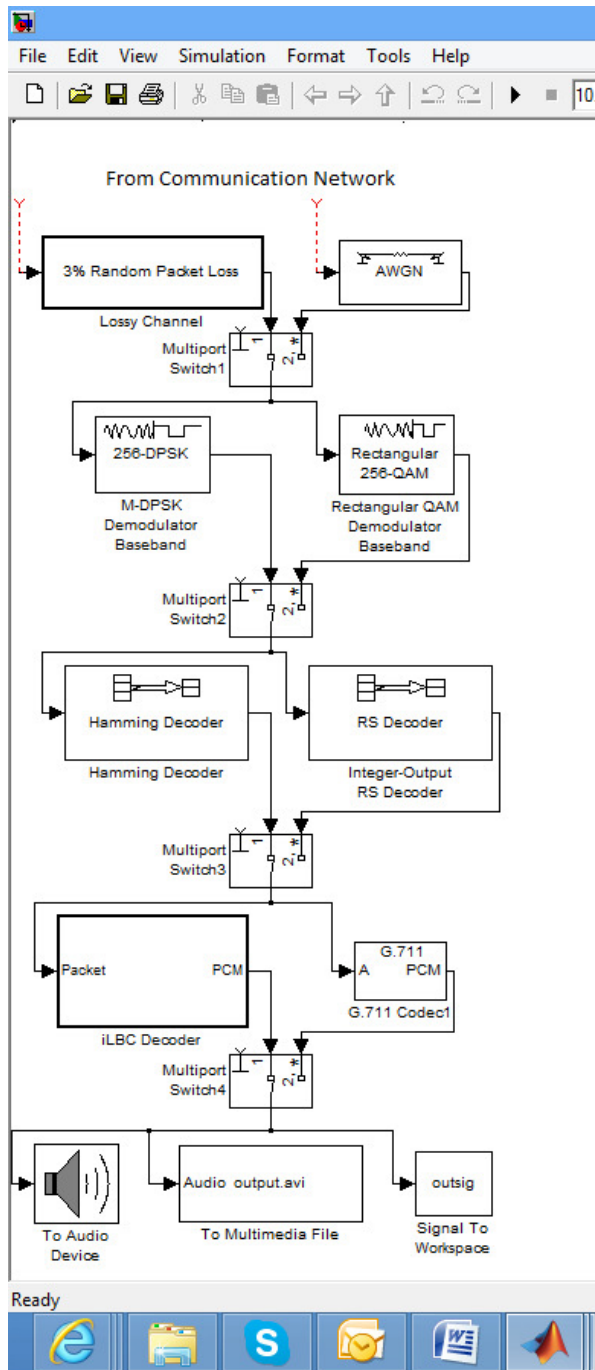 File Edit View Simulation Format Tools Help
10
From Communication Network
3% Random Packet Loss
AWGN
Lossy Channel
Multiport
Switch1
1
2,*
256-DPSK
Rectangular
256-QAM
M-DPSK
Demodulator
Baseband
Rectangular QAM
Demodulator
Baseband
Multiport
Switch2
1
2,*
Hamming Decoder
RS Decoder
Hamming Decoder
Integer-Output
RS Decoder
Multiport
Switch3
1
2,*
Packet PCM
G.711
A PCM
G.711 Codec1
iLBC Decoder
Multiport
Switch4
1
2,*
Audio output.avi
outsig
To Audio
Device
To Multimedia File
Signal To
Workspace
Ready